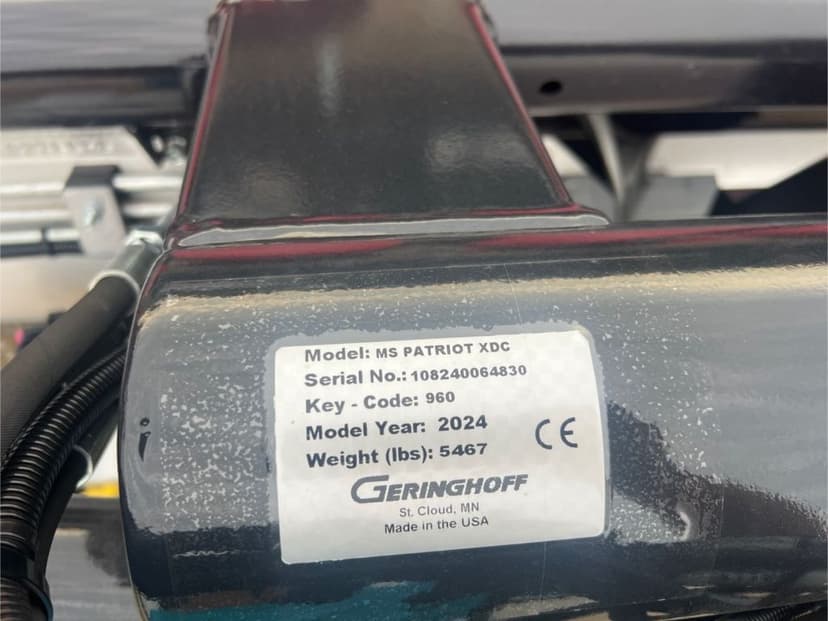 Model: MS PATRIOT XDC
Serial No.: 108240064830
Key - Code: 960
Model Year: 2024
Weight (lbs): 5467
CE
GERINGHOFF
St. Cloud, MN
Made in the USA